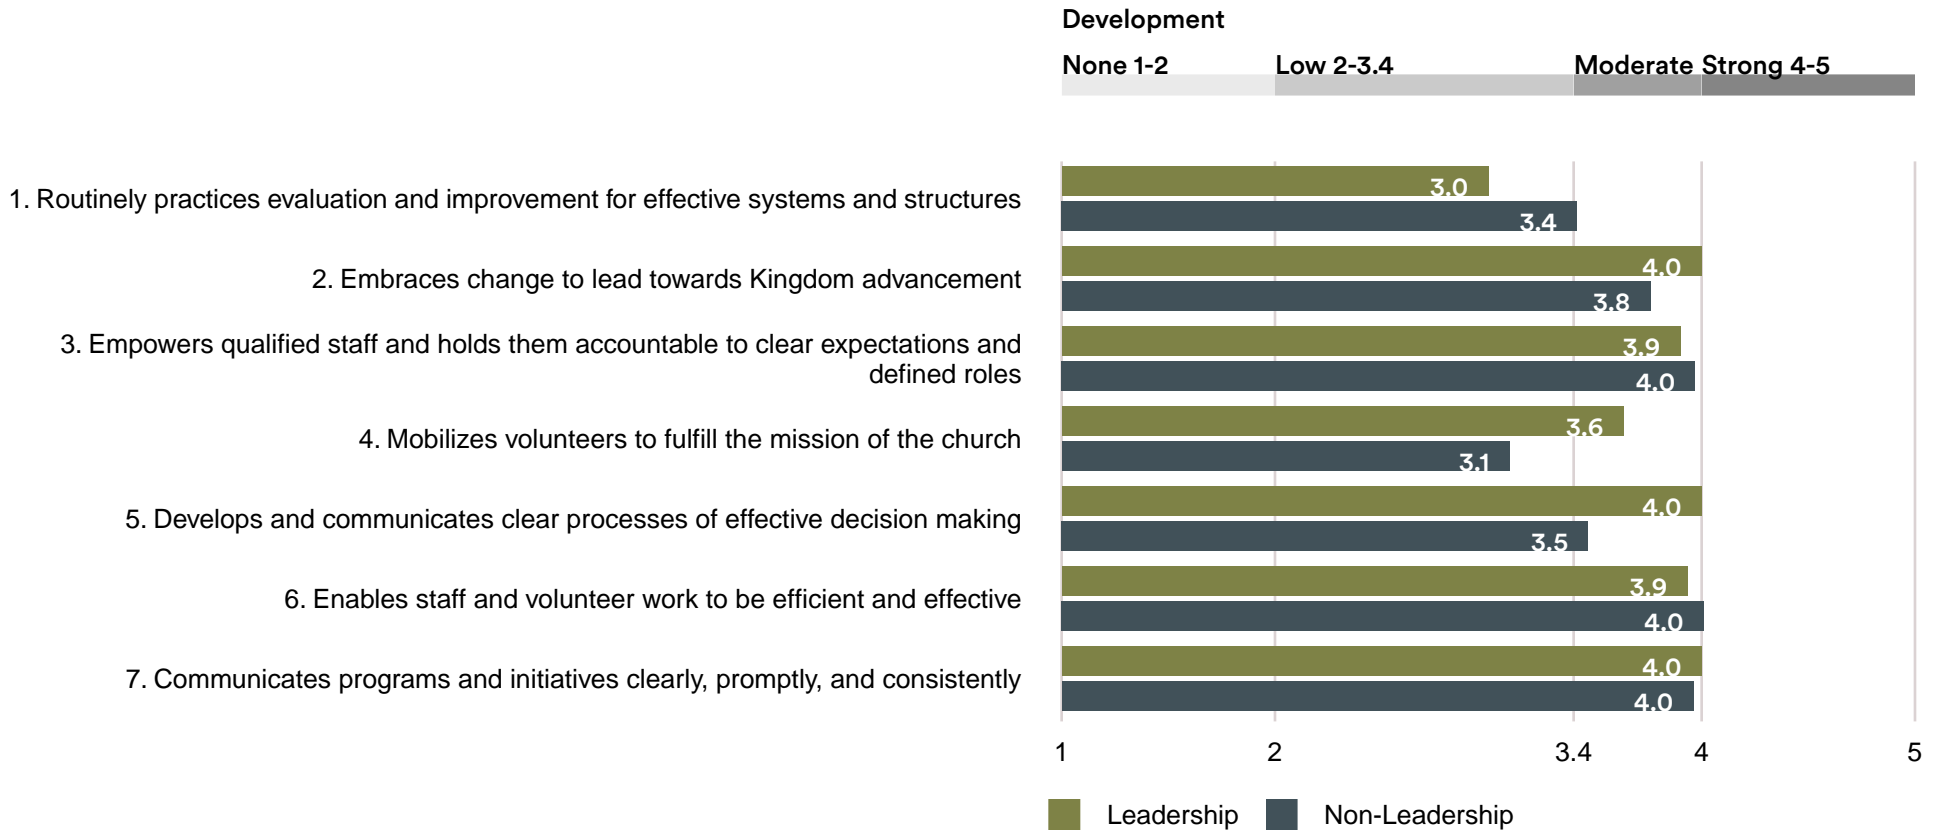 Development
None 1-2 Low 2-3.4 Moderate Strong 4-5
1. Routinely practices evaluation and improvement for effective systems and structures
3.0
3.4
2. Embraces change to lead towards Kingdom advancement
4.0
3.8
3. Empowers qualified staff and holds them accountable to clear expectations and
defined roles
3.9
4.0
4. Mobilizes volunteers to fulfill the mission of the church
3.6
3.1
5. Develops and communicates clear processes of effective decision making
4.0
3.5
6. Enables staff and volunteer work to be efficient and effective
3.9
4.0
7. Communicates programs and initiatives clearly, promptly, and consistently
4.0
4.0
1 2 3.4 4 5
Leadership Non-Leadership